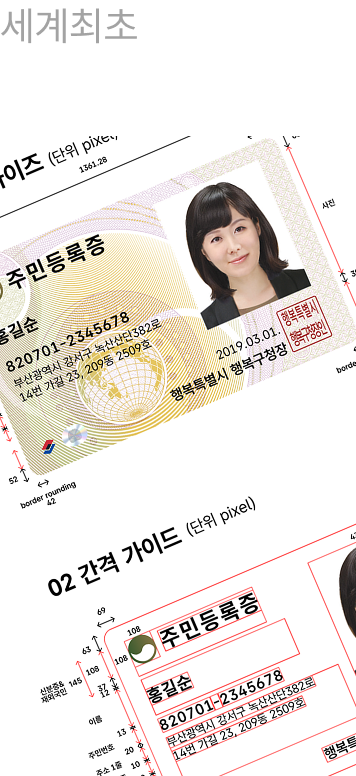 세계최초
이즈 (단위 pixel)
1361.28
사진
주민등록증
홍길순
820701-2345678
부산광역시 강서구 녹산산단382로
14번 가길 23, 209동 2509호
2019.03.01.
행복특별시 행복구청장
행복특별시
행복구청장인
52
border rounding
42
border
02 간격 가이드 (단위 pixel)
69
63
108
108
주민등록증
신분증&
재외국민
145
108
37
12
홍길순
이름
820701-2345678
13
부산광역시 강서구 녹산산단382로
주민번호
20
14번 가길 23, 209동 2509호
주소 1줄
10
행복특